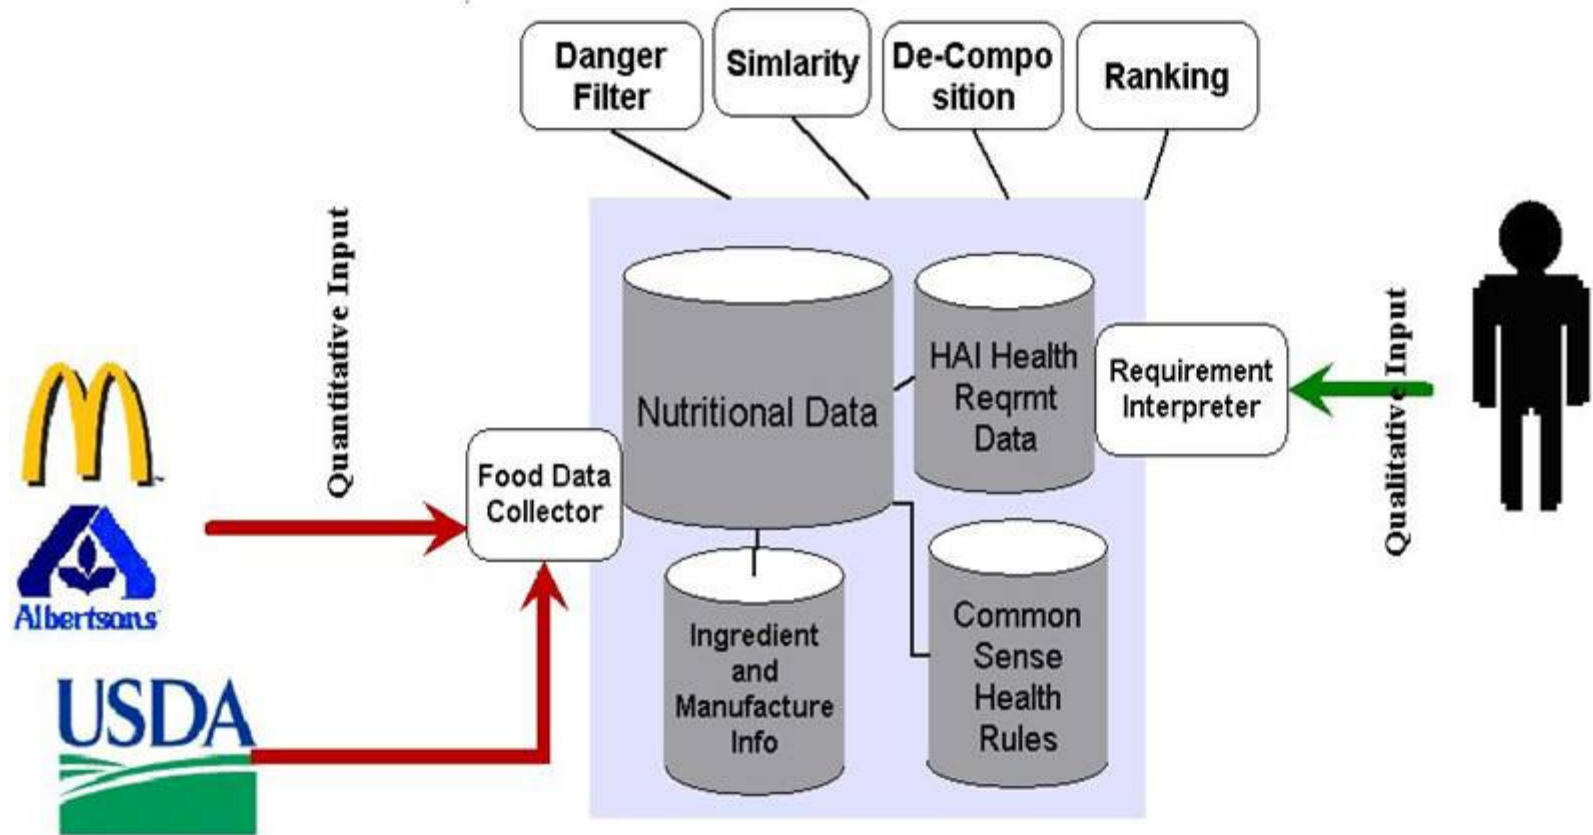 Danger
Filter
Simlarity
De-Compo
sition
Ranking
Quantitative Input
Nutritional Data
HAI Health
Reqrmt
Data
Requirement
Interpreter
Qualitative Input
Food Data
Collector
Albertsons
USDA
Ingredient
and
Manufacture
Info
Common
Sense
Health
Rules